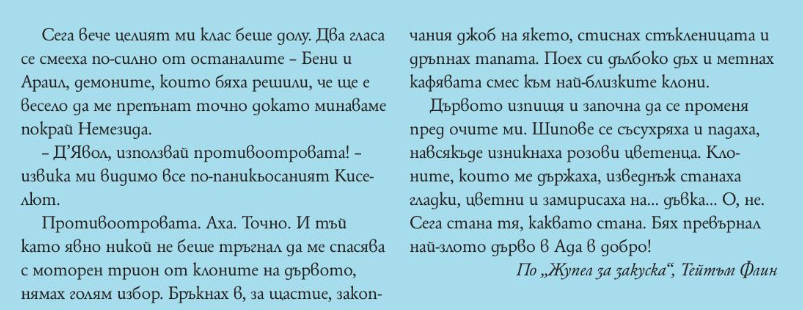 Сега вече целият ми клас беше долу. Два гласа
се смееха по-силно от останалите – Бени и
Араил, демоните, които бяха решили, че ще е
весело да ме препънат точно докато минаваме
покрай Немезида.
– Д’Явол, използвай противоотровата! –
извика ми видимо все по-паникьосаният Кисе-
лют.
Противоотровата. Аха. Точно. И тъй
като явно никой не беше тръгнал да ме спасява
с моторен трион от клоните на дървото,
нямах голям избор. Бръкнах в, за щастие, закоп-
чания джоб на якето, стиснах стъкленицата и
дръпнах тапата. Поех си дълбоко дъх и метнах
кафявата смес към най-близките клони.
Дървото изпищя и започна да се променя
пред очите ми. Шипове се съсухряха и падаха,
навсякъде изникнаха розови цветенца. Кло-
ните, които ме държаха, изведнъж станаха
гладки, цветни и замирисаха на... дъвка... О, не.
Сега стана тя, каквато стана. Бях превърнал
най-злото дърво в Ада в добро!
По „Жупел за закуска“, Тейтъм Флин